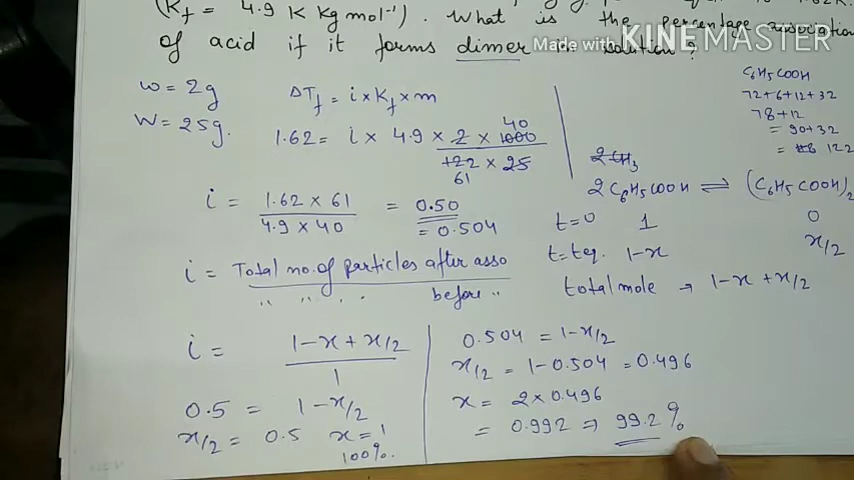 (Kf = 4.9 K Kg mol⁻¹). What is the percentage association
of acid if it forms dimer in solution?
Made with KINEMASTER
w = 2g
W = 25g.
ΔTf = i × Kf × m
1.62 = i × 4.9 × 2 × 1000 40
122 × 25
61
i = 1.62 × 61 = 0.50
4.9 × 40 = 0.504
i = Total no. of particles after asso
" " . . before "
i = 1-x + x/2
1
0.5 = 1-x/2
x/2 = 0.5 x = 1
100%.
C6H5COOH
72+6+12+32
78+12
= 90+32
= 122
2CH3
2C6H5COOH ⇌ (C6H5COOH)2
t=0 1 0
t=teq. 1-x x/2
total mole → 1-x + x/2
0.504 = 1-x/2
x/2 = 1-0.504 = 0.496
x = 2 × 0.496
= 0.992 ⇒ 99.2%